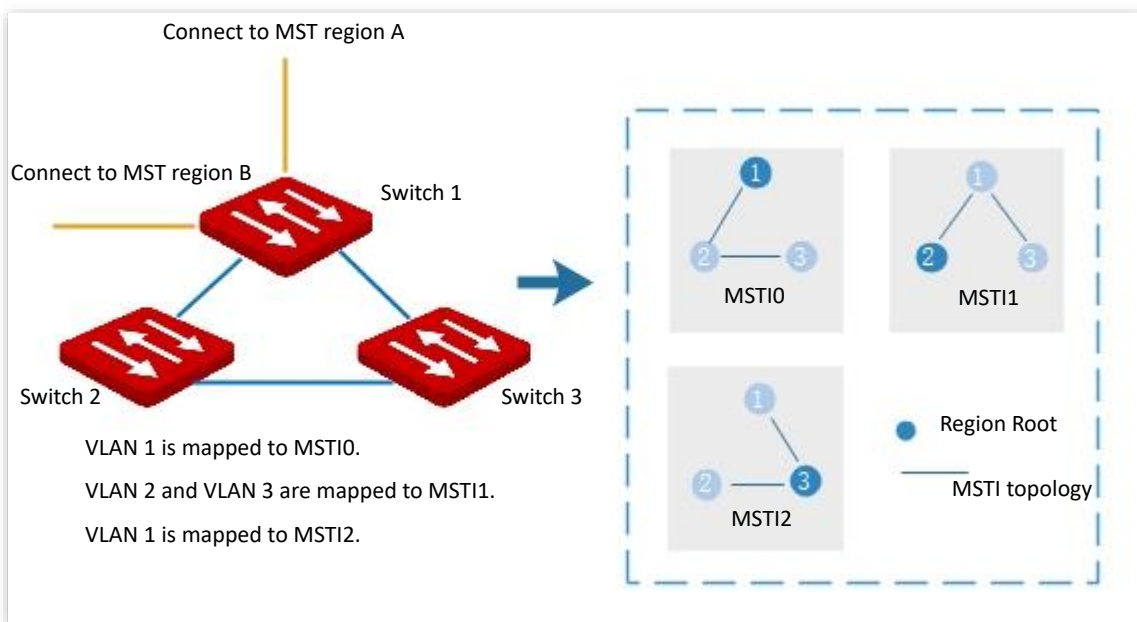 Connect to MST region A
Connect to MST region B
Switch 1
Switch 2
Switch 3
VLAN 1 is mapped to MSTI0.
VLAN 2 and VLAN 3 are mapped to MSTI1.
VLAN 1 is mapped to MSTI2.
1
2
3
MSTI0
1
2
3
MSTI1
1
2
3
MSTI2
Region Root
MSTI topology